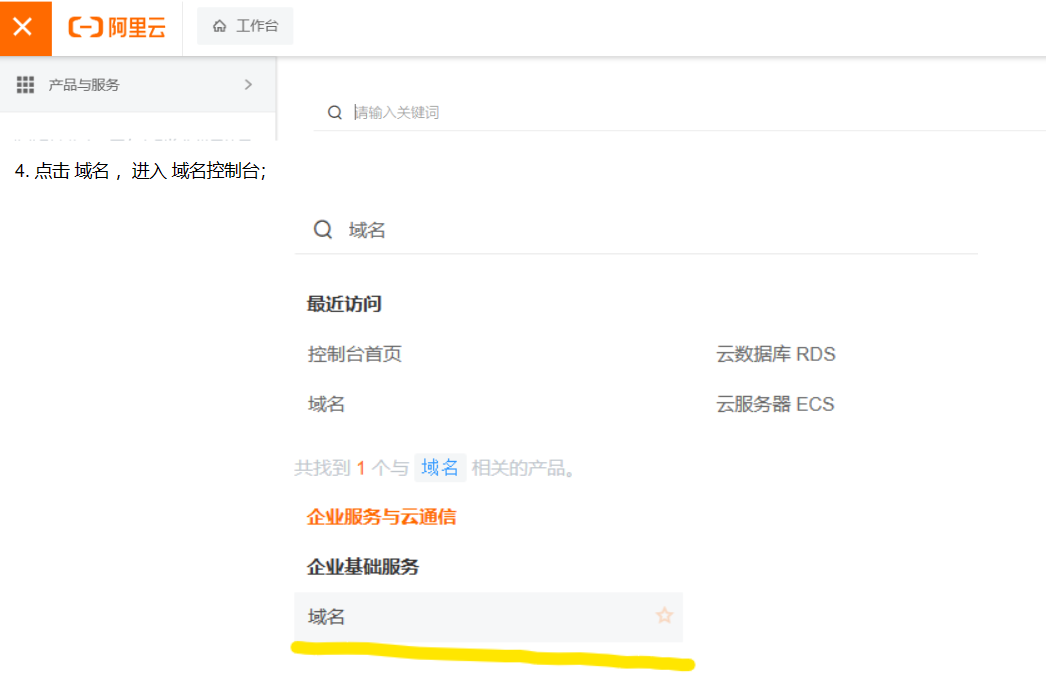 阿里云 工作台
产品与服务
请输入关键词
4. 点击 域名 ，进入 域名控制台;
域名
最近访问
控制台首页 云数据库 RDS
域名 云服务器 ECS
共找到 1 个与 域名 相关的产品。
企业服务与云通信
企业基础服务
域名